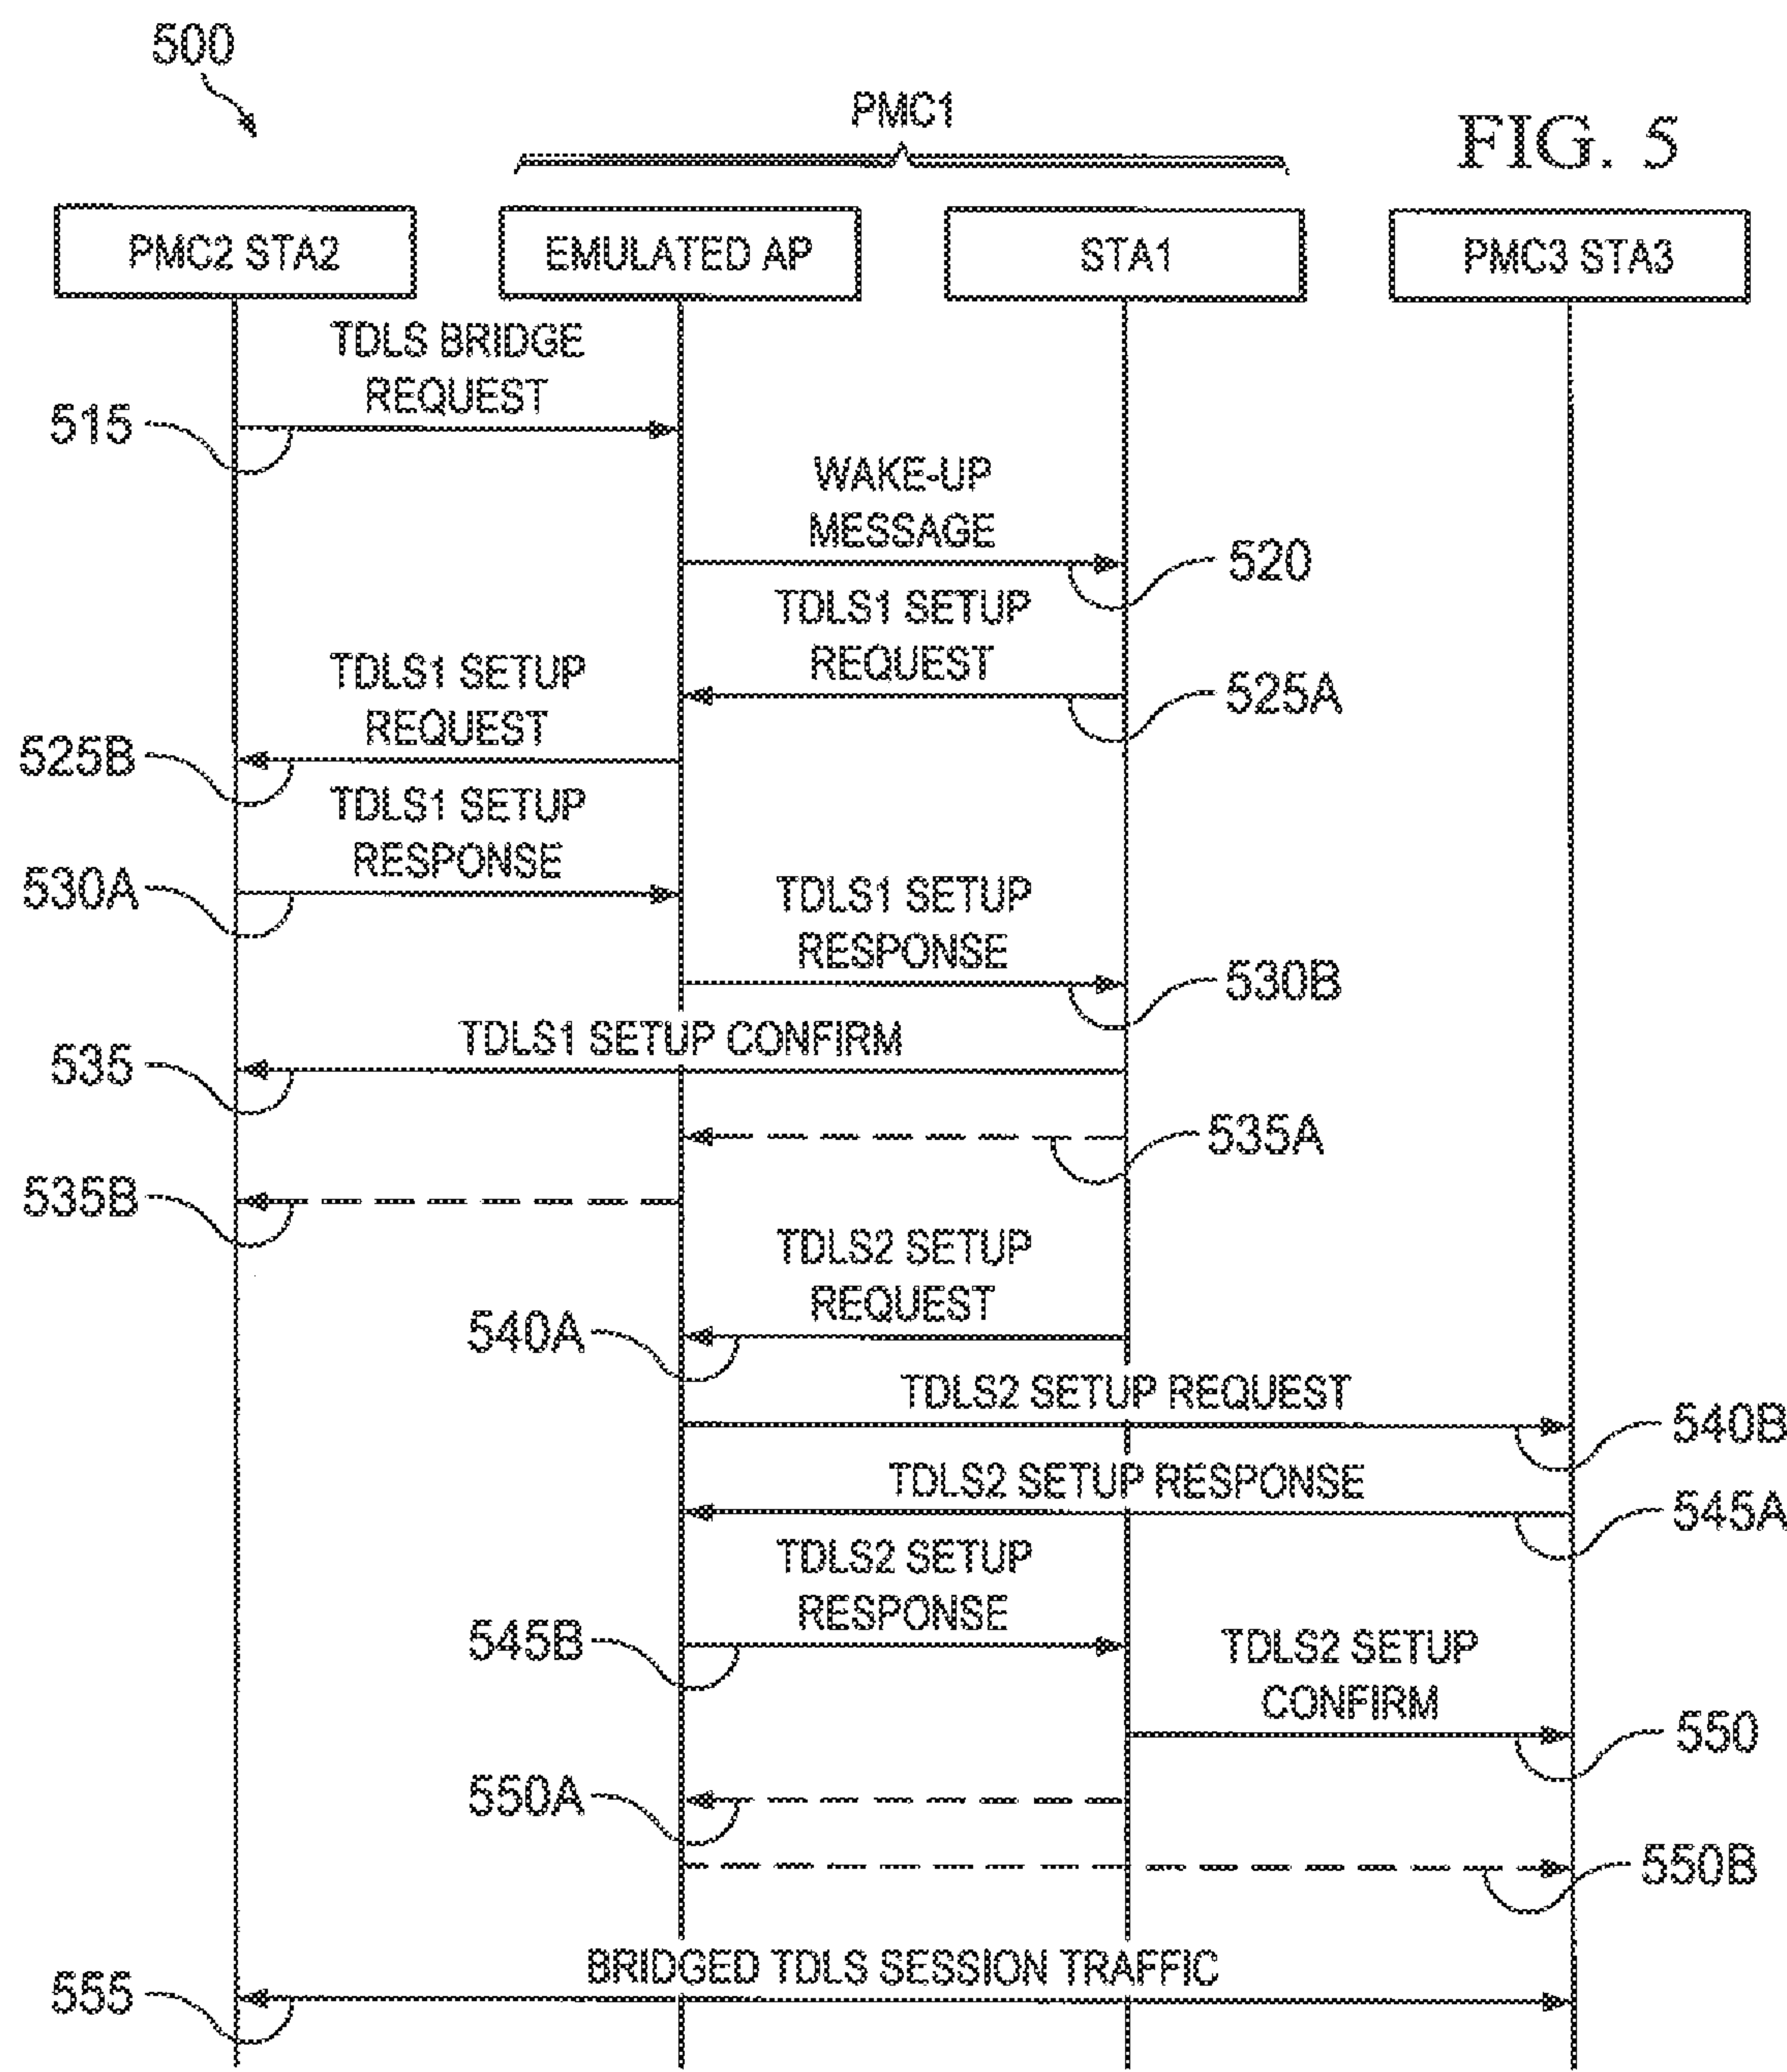 500
PMC1
FIG. 5
PMC2 STA2
EMULATED AP
STA1
PMC3 STA3
TDLS BRIDGE
REQUEST
515
WAKE-UP
MESSAGE
520
TDLS1 SETUP
REQUEST
525A
TDLS1 SETUP
REQUEST
525B
TDLS1 SETUP
RESPONSE
530A
TDLS1 SETUP
RESPONSE
530B
TDLS1 SETUP CONFIRM
535
535A
535B
TDLS2 SETUP
REQUEST
540A
TDLS2 SETUP REQUEST
540B
TDLS2 SETUP RESPONSE
545A
TDLS2 SETUP
RESPONSE
545B
TDLS2 SETUP
CONFIRM
550
550A
550B
BRIDGED TDLS SESSION TRAFFIC
555